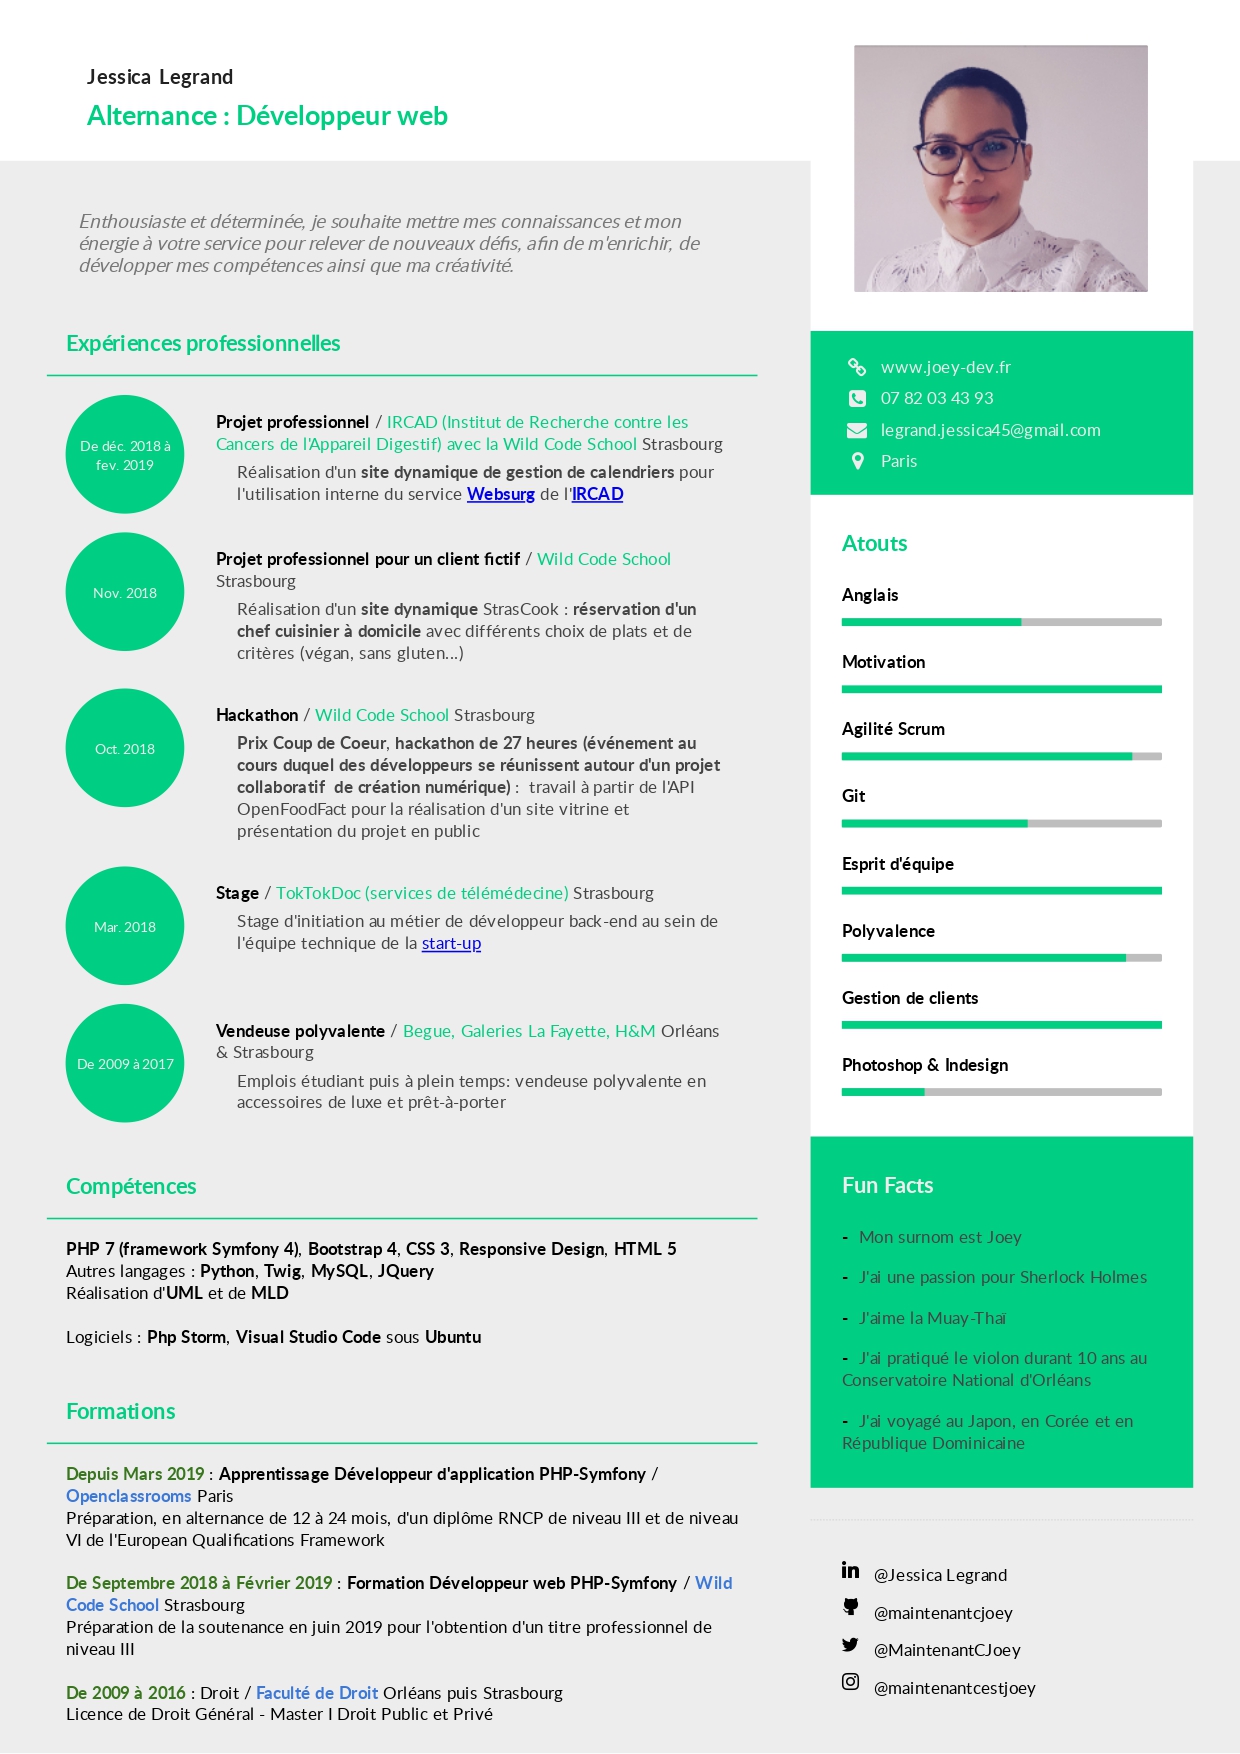 Jessica Legrand
Alternance : Développeur web
Enthousiaste et déterminée, je souhaite mettre mes connaissances et mon
énergie à votre service pour relever de nouveaux défis, afin de m'enrichir, de
développer mes compétences ainsi que ma créativité.
Expériences professionnelles
De déc. 2018 à
fev. 2019
Projet professionnel / IRCAD (Institut de Recherche contre les
Cancers de l'Appareil Digestif) avec la Wild Code School Strasbourg
Réalisation d'un site dynamique de gestion de calendriers pour
l'utilisation interne du service Websurg de l'IRCAD
Nov. 2018
Projet professionnel pour un client fictif / Wild Code School
Strasbourg
Réalisation d'un site dynamique StrasCook : réservation d'un
chef cuisinier à domicile avec différents choix de plats et de
critères (végan, sans gluten...)
Oct. 2018
Hackathon / Wild Code School Strasbourg
Prix Coup de Coeur, hackathon de 27 heures (événement au
cours duquel des développeurs se réunissent autour d'un projet
collaboratif  de création numérique) :  travail à partir de l'API
OpenFoodFact pour la réalisation d'un site vitrine et
présentation du projet en public
Mar. 2018
Stage / TokTokDoc (services de télémédecine) Strasbourg
Stage d'initiation au métier de développeur back-end au sein de
l'équipe technique de la start-up
De 2009 à 2017
Vendeuse polyvalente / Begue, Galeries La Fayette, H&M Orléans
& Strasbourg
Emplois étudiant puis à plein temps: vendeuse polyvalente en
accessoires de luxe et prêt-à-porter
Compétences
PHP 7 (framework Symfony 4), Bootstrap 4, CSS 3, Responsive Design, HTML 5
Autres langages : Python, Twig, MySQL, JQuery
Réalisation d'UML et de MLD
Logiciels : Php Storm, Visual Studio Code sous Ubuntu
Formations
Depuis Mars 2019 : Apprentissage Développeur d'application PHP-Symfony /
Openclassrooms Paris
Préparation, en alternance de 12 à 24 mois, d'un diplôme RNCP de niveau III et de niveau
VI de l'European Qualifications Framework
De Septembre 2018 à Février 2019 : Formation Développeur web PHP-Symfony / Wild
Code School Strasbourg
Préparation de la soutenance en juin 2019 pour l'obtention d'un titre professionnel de
niveau III
De 2009 à 2016 : Droit / Faculté de Droit Orléans puis Strasbourg
Licence de Droit Général - Master I Droit Public et Privé
www.joey-dev.fr
07 82 03 43 93
legrand.jessica45@gmail.com
Paris
Atouts
Anglais
Motivation
Agilité Scrum
Git
Esprit d'équipe
Polyvalence
Gestion de clients
Photoshop & Indesign
Fun Facts
- Mon surnom est Joey
- J'ai une passion pour Sherlock Holmes
- J'aime la Muay-Thaï
- J'ai pratiqué le violon durant 10 ans au
Conservatoire National d'Orléans
- J'ai voyagé au Japon, en Corée et en
République Dominicaine
@Jessica Legrand
@maintenantcjoey
@MaintenantCJoey
@maintenantcestjoey